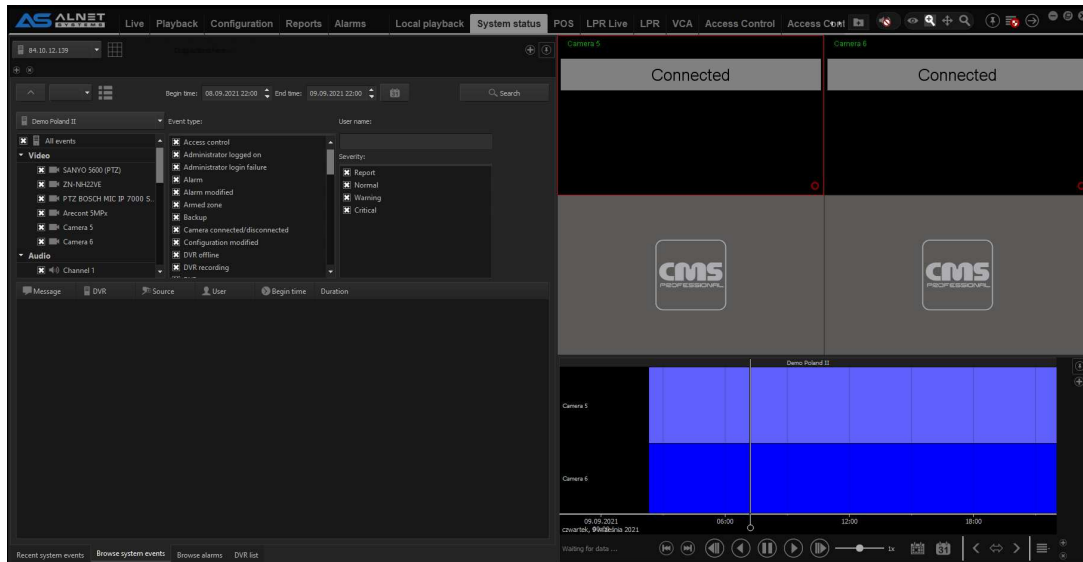 AS ALNET SYSTEMS
Live Playback Configuration Reports Alarms Local playback System status POS LPR Live LPR VCA Access Control Access
84.10.12.139
Begin time: 08.09.2021 22:00 End time: 09.09.2021 22:00 31 Search
Demo Poland II Event type: User name:
All events
Video
SANYO 5600 (PTZ)
ZN-NH22VE
PTZ BOSCH MIC IP 7000 S..
Arecont 5MPx
Camera 5
Camera 6
Audio
Channel 1
Access control
Administrator logged on
Administrator login failure
Alarm
Alarm modified
Armed zone
Backup
Camera connected/disconnected
Configuration modified
DVR offline
DVR recording
Severity:
Report
Normal
Warning
Critical
Message DVR Source User Begin time Duration
Recent system events Browse system events Browse alarms DVR list
Camera 5
Connected
Camera 6
Connected
CMS
PROFESSIONAL
CMS
PROFESSIONAL
Demo Poland II
Camera 5
Camera 6
09.09.2021 06:00 12:00 18:00
czwartek, 2021
Waiting for data ... 1x 31